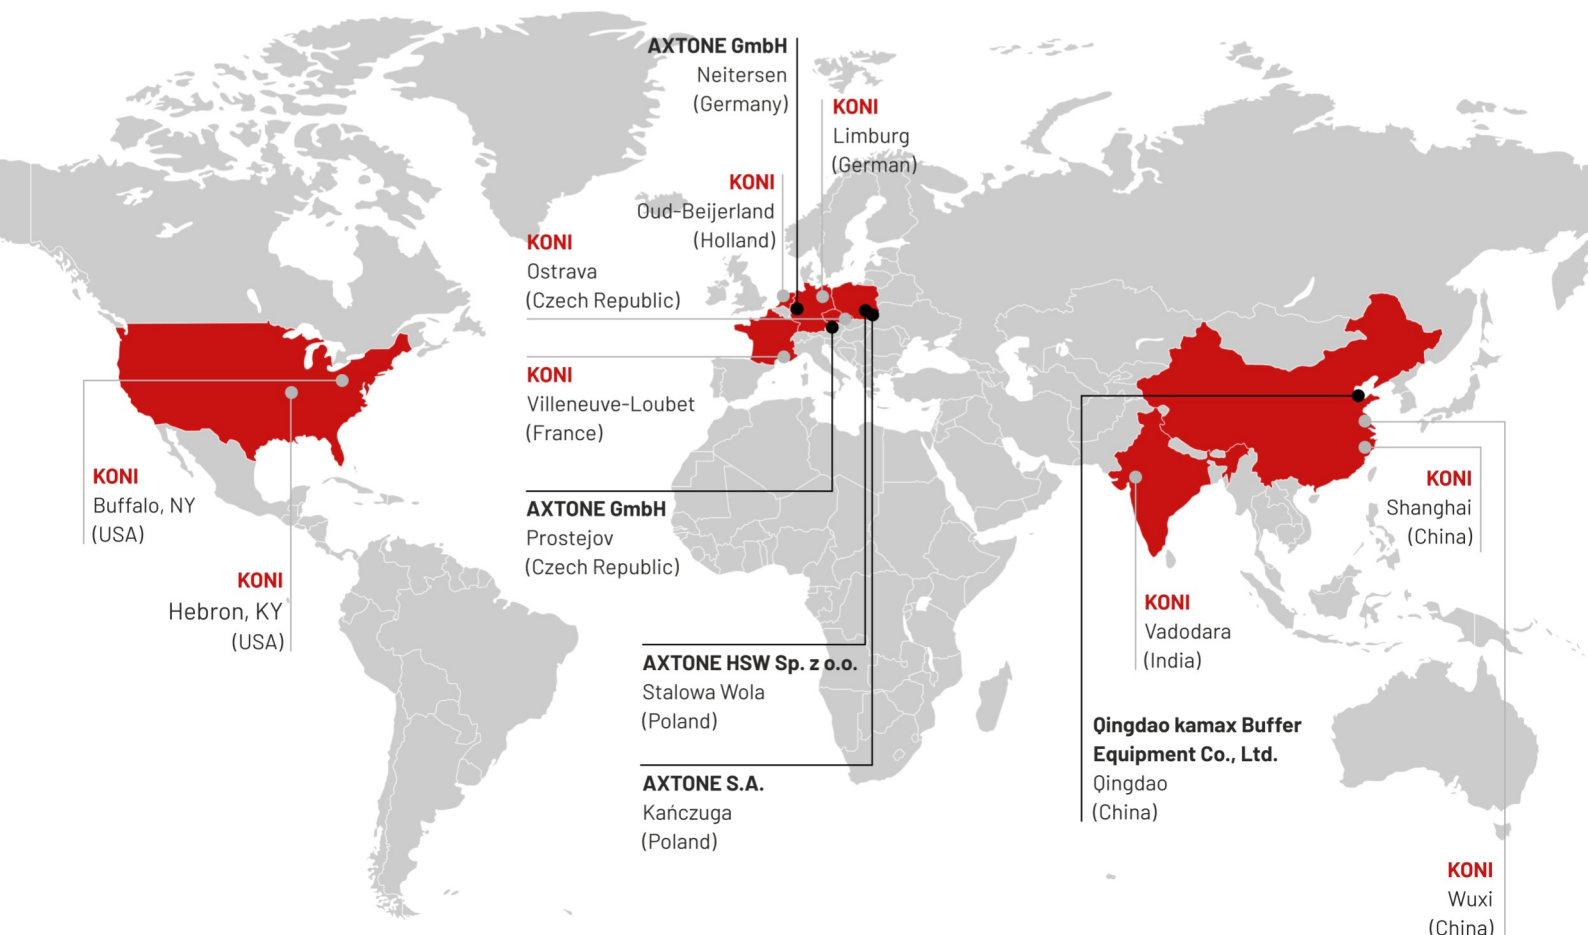 AXTONE GmbH
Neitersen
(Germany)
KONI
Limburg
(German)
KONI
Oud-Beijerland
(Holland)
KONI
Ostrava
(Czech Republic)
KONI
Villeneuve-Loubet
(France)
KONI
Buffalo, NY
(USA)
KONI
Hebron, KY
(USA)
AXTONE GmbH
Prostejov
(Czech Republic)
AXTONE HSW Sp. z o.o.
Stalowa Wola
(Poland)
AXTONE S.A.
Kańczuga
(Poland)
KONI
Shanghai
(China)
KONI
Vadodara
(India)
Qingdao kamax Buffer
Equipment Co., Ltd.
Qingdao
(China)
KONI
Wuxi
(China)